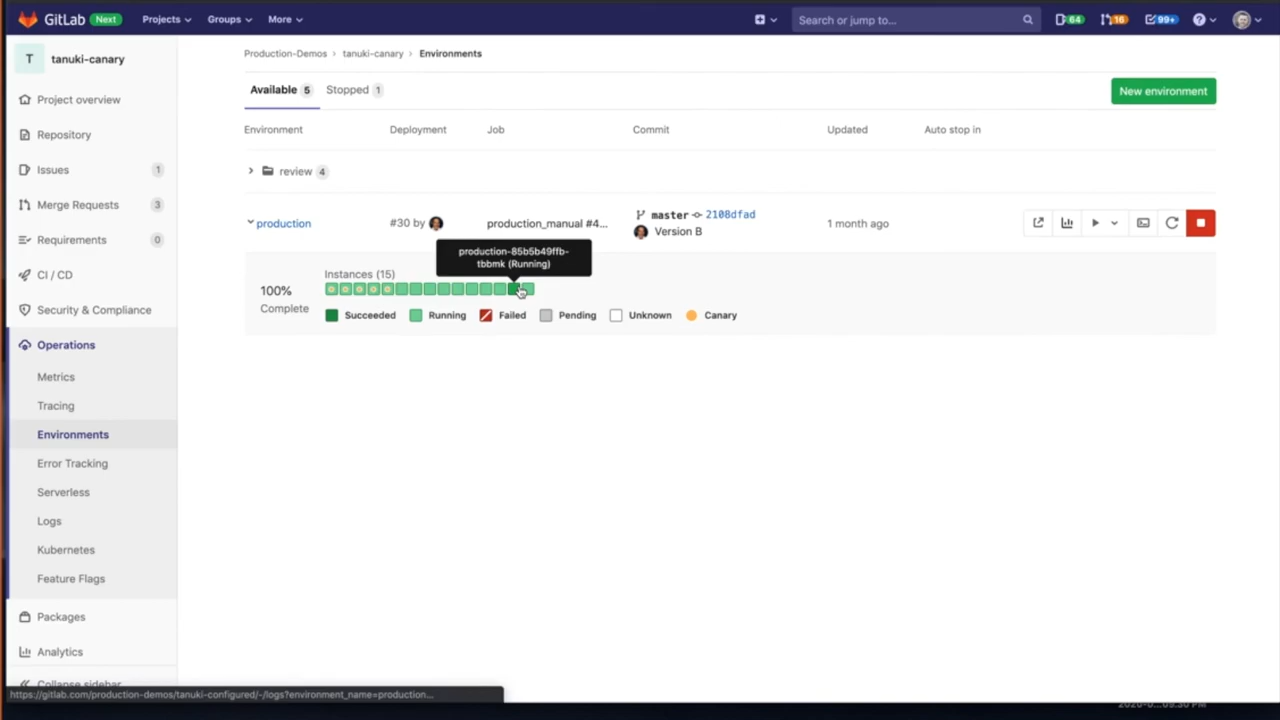 GitLab Next Projects Groups More Search or jump to... 64 16 99+
T tanuki-canary
Project overview
Repository
Issues 1
Merge Requests 3
Requirements 0
CI / CD
Security & Compliance
Operations
Metrics
Tracing
Environments
Error Tracking
Serverless
Logs
Kubernetes
Feature Flags
Packages
Analytics
Collapse sidebar
https://gitlab.com/production-demos/tanuki-configured/-/logs?environment_name=production...
Production-Demos › tanuki-canary › Environments
Available 5 Stopped 1 New environment
Environment Deployment Job Commit Updated Auto stop in
review 4
production #30 by production_manual #4... master 2108dfad 1 month ago
Version B
production-85b5b49ffb-
tbbmk (Running)
Instances (15)
100%
Complete
Succeeded Running Failed Pending Unknown Canary